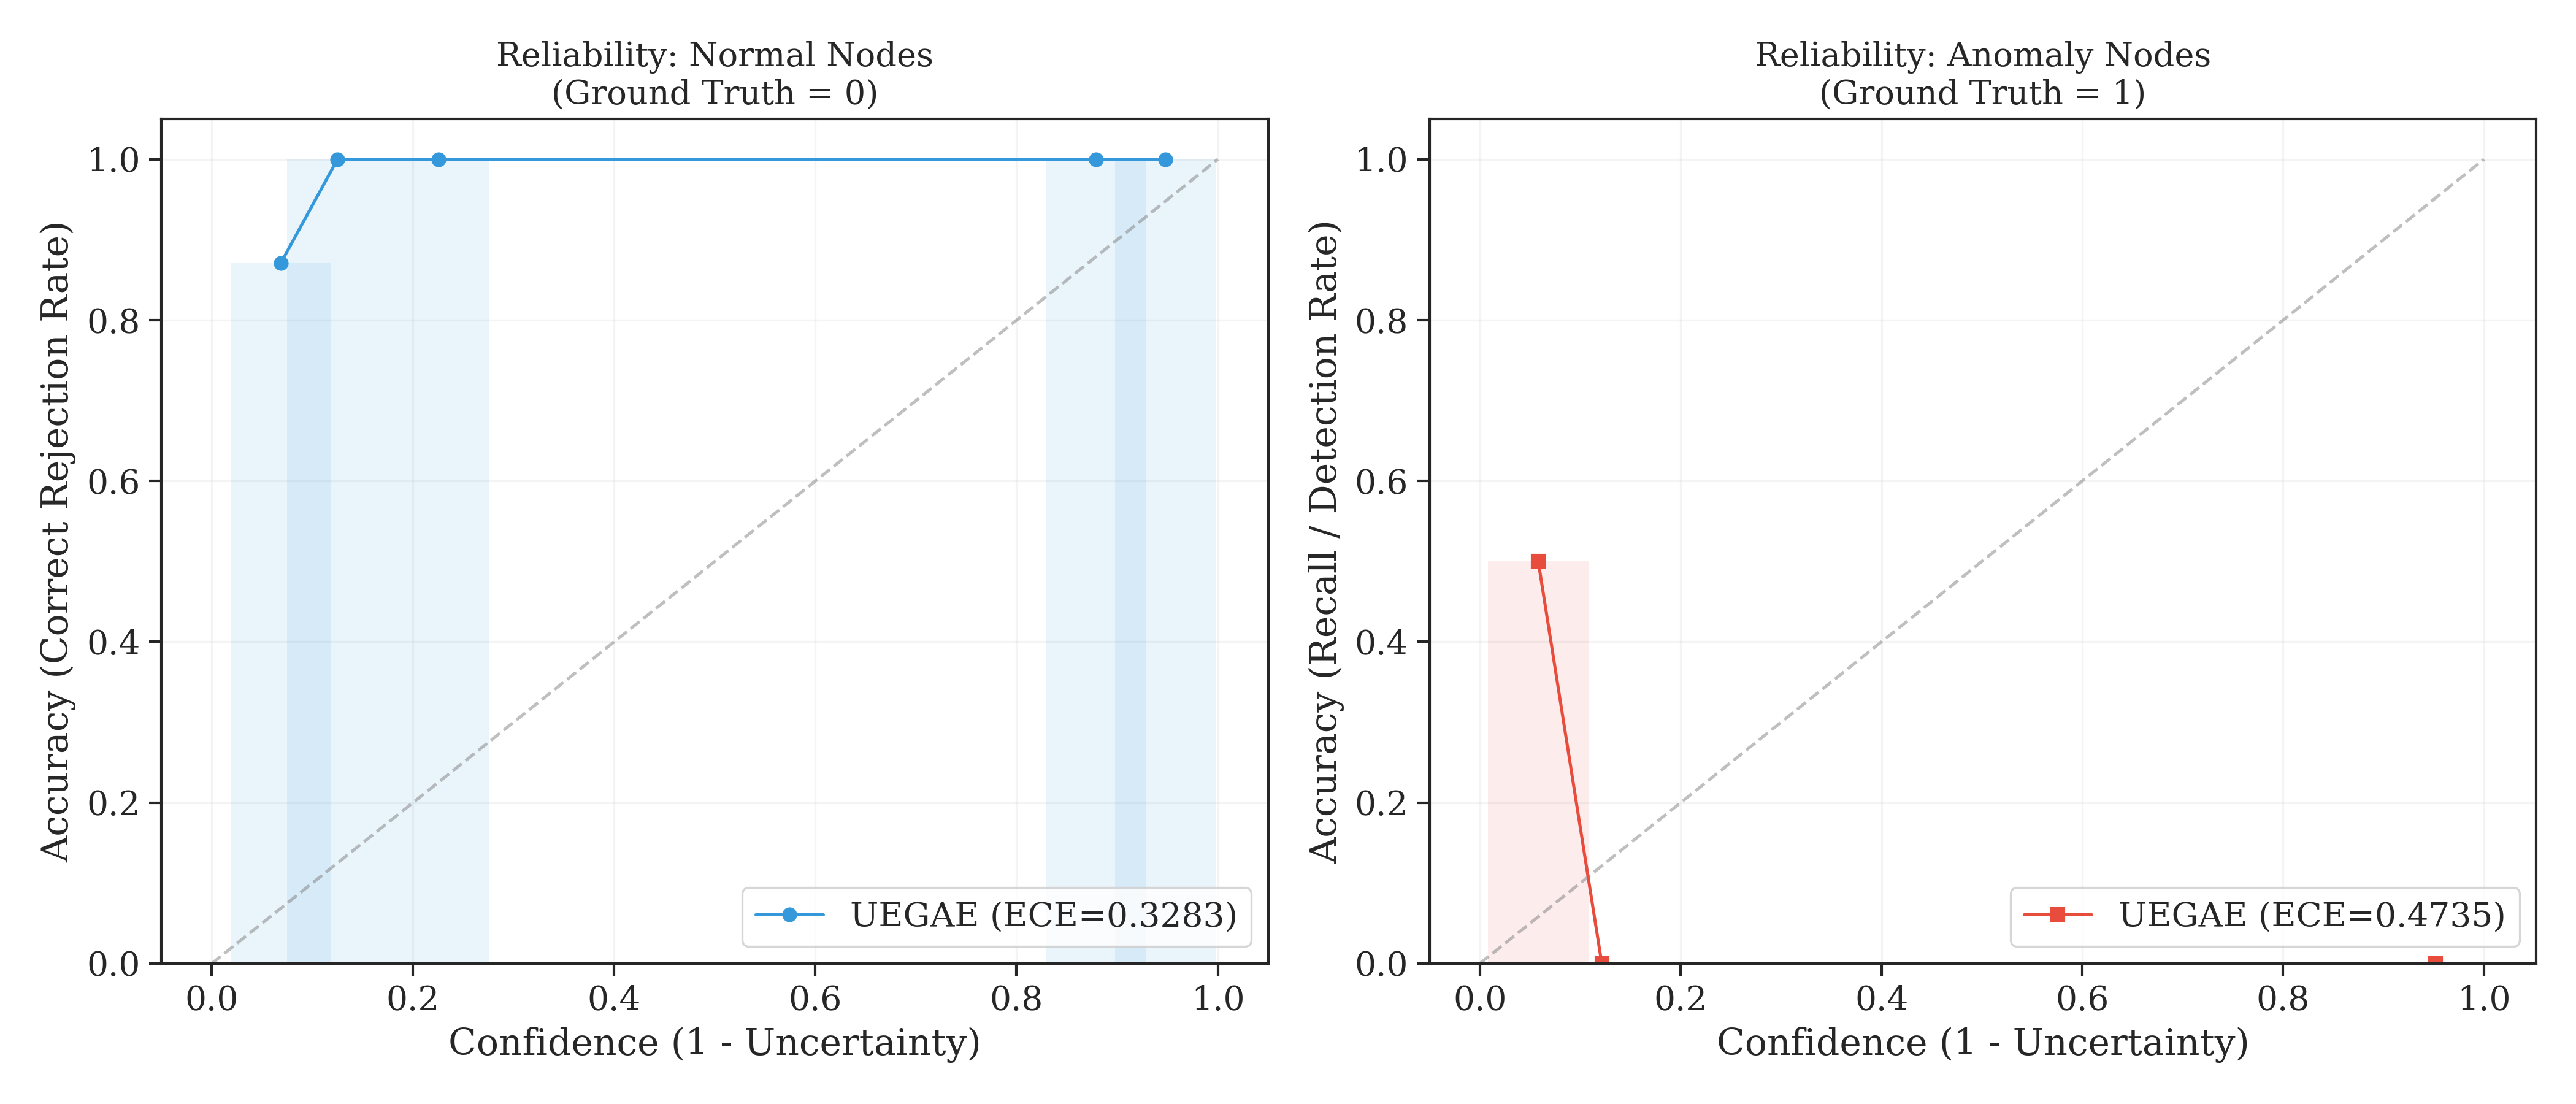 Reliability: Normal Nodes
(Ground Truth = 0)
Accuracy (Correct Rejection Rate)
1.0
0.8
0.6
0.4
0.2
0.0
0.0 0.2 0.4 0.6 0.8 1.0
Confidence (1 - Uncertainty)
UEGAE (ECE=0.3283)
Reliability: Anomaly Nodes
(Ground Truth = 1)
Accuracy (Recall / Detection Rate)
1.0
0.8
0.6
0.4
0.2
0.0
0.0 0.2 0.4 0.6 0.8 1.0
Confidence (1 - Uncertainty)
UEGAE (ECE=0.4735)